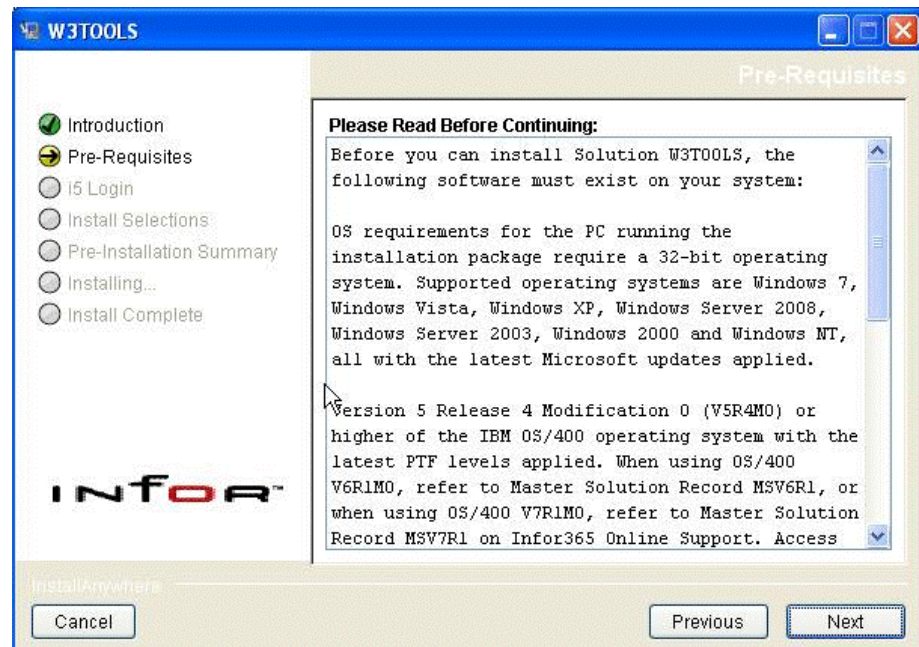 W3TOOLS
Pre-Requisites
Introduction
Pre-Requisites
i5 Login
Install Selections
Pre-Installation Summary
Installing...
Install Complete
INFOR™
Please Read Before Continuing:
Before you can install Solution W3TOOLS, the
following software must exist on your system:
OS requirements for the PC running the
installation package require a 32-bit operating
system. Supported operating systems are Windows 7,
Windows Vista, Windows XP, Windows Server 2008,
Windows Server 2003, Windows 2000 and Windows NT,
all with the latest Microsoft updates applied.
Version 5 Release 4 Modification 0 (V5R4M0) or
higher of the IBM OS/400 operating system with the
latest PTF levels applied. When using OS/400
V6R1M0, refer to Master Solution Record MSV6R1, or
when using OS/400 V7R1M0, refer to Master Solution
Record MSV7R1 on Infor365 Online Support. Access
InstallAnywhere
Cancel
Previous
Next